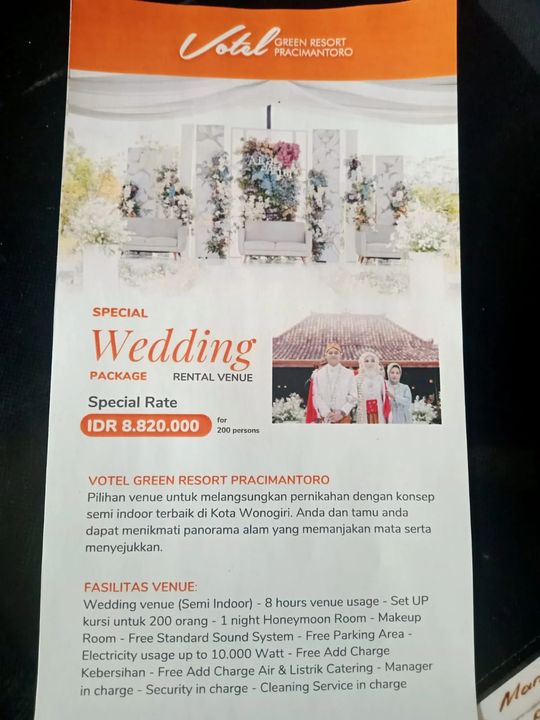 Votel GREEN RESORT
PRACIMANTORO
SPECIAL
Wedding
PACKAGE RENTAL VENUE
Special Rate
IDR 8.820.000 for
200 persons
VOTEL GREEN RESORT PRACIMANTORO
Pilihan venue untuk melangsungkan pernikahan dengan konsep
semi indoor terbaik di Kota Wonogiri. Anda dan tamu anda
dapat menikmati panorama alam yang memanjakan mata serta
menyejukkan.
FASILITAS VENUE:
Wedding venue (Semi Indoor) - 8 hours venue usage - Set UP
kursi untuk 200 orang - 1 night Honeymoon Room - Makeup
Room - Free Standard Sound System - Free Parking Area -
Electricity usage up to 10.000 Watt - Free Add Charge
Kebersihan - Free Add Charge Air & Listrik Catering - Manager
in charge - Security in charge - Cleaning Service in charge